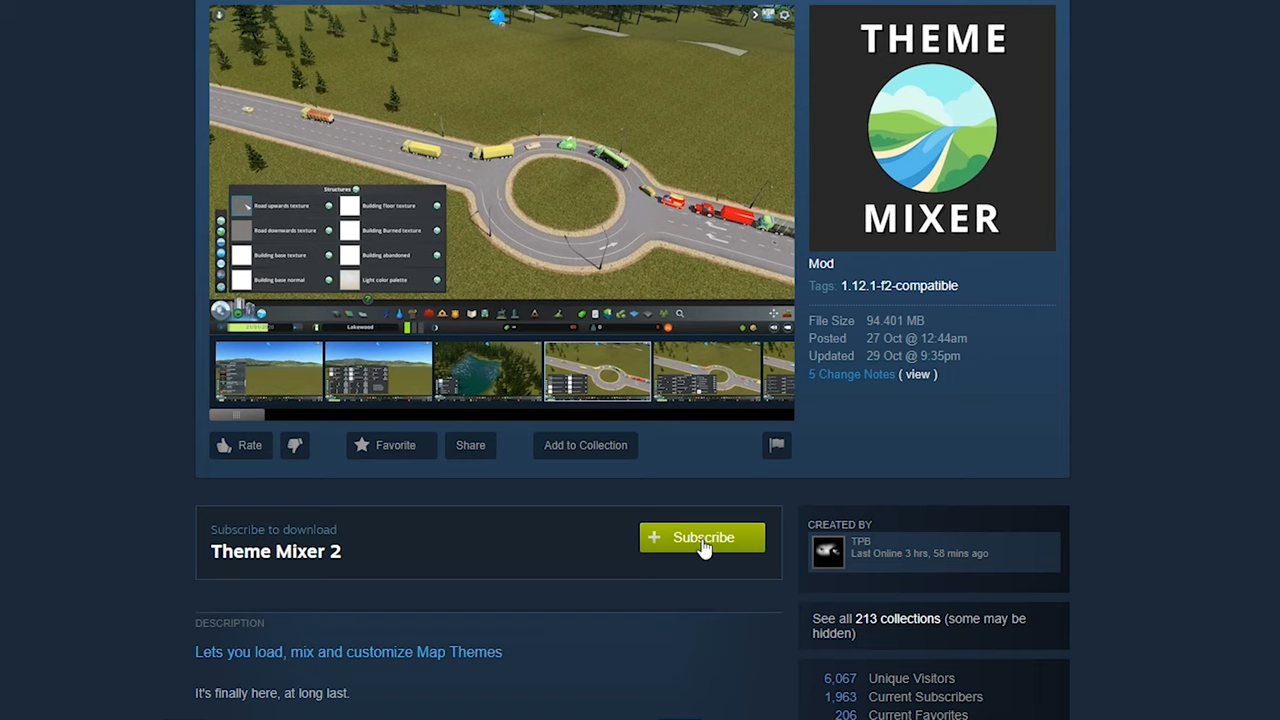 Structures
Road upwards texture
Building floor texture
Road downwards texture
Building Burned texture
Building base texture
Building abandoned
Building base normal
Light color palette
Lakewood
THEME
MIXER
Mod
Tags: 1.12.1-f2-compatible
File Size 94.401 MB
Posted 27 Oct @ 12:44am
Updated 29 Oct @ 9:35pm
5 Change Notes ( view )
Rate
Favorite
Share
Add to Collection
Subscribe to download
Theme Mixer 2
Subscribe
CREATED BY
TPB
Last Online 3 hrs, 58 mins ago
See all 213 collections (some may be
hidden)
DESCRIPTION
Lets you load, mix and customize Map Themes
It's finally here, at long last.
6,067 Unique Visitors
1,963 Current Subscribers
206 Current Favorites